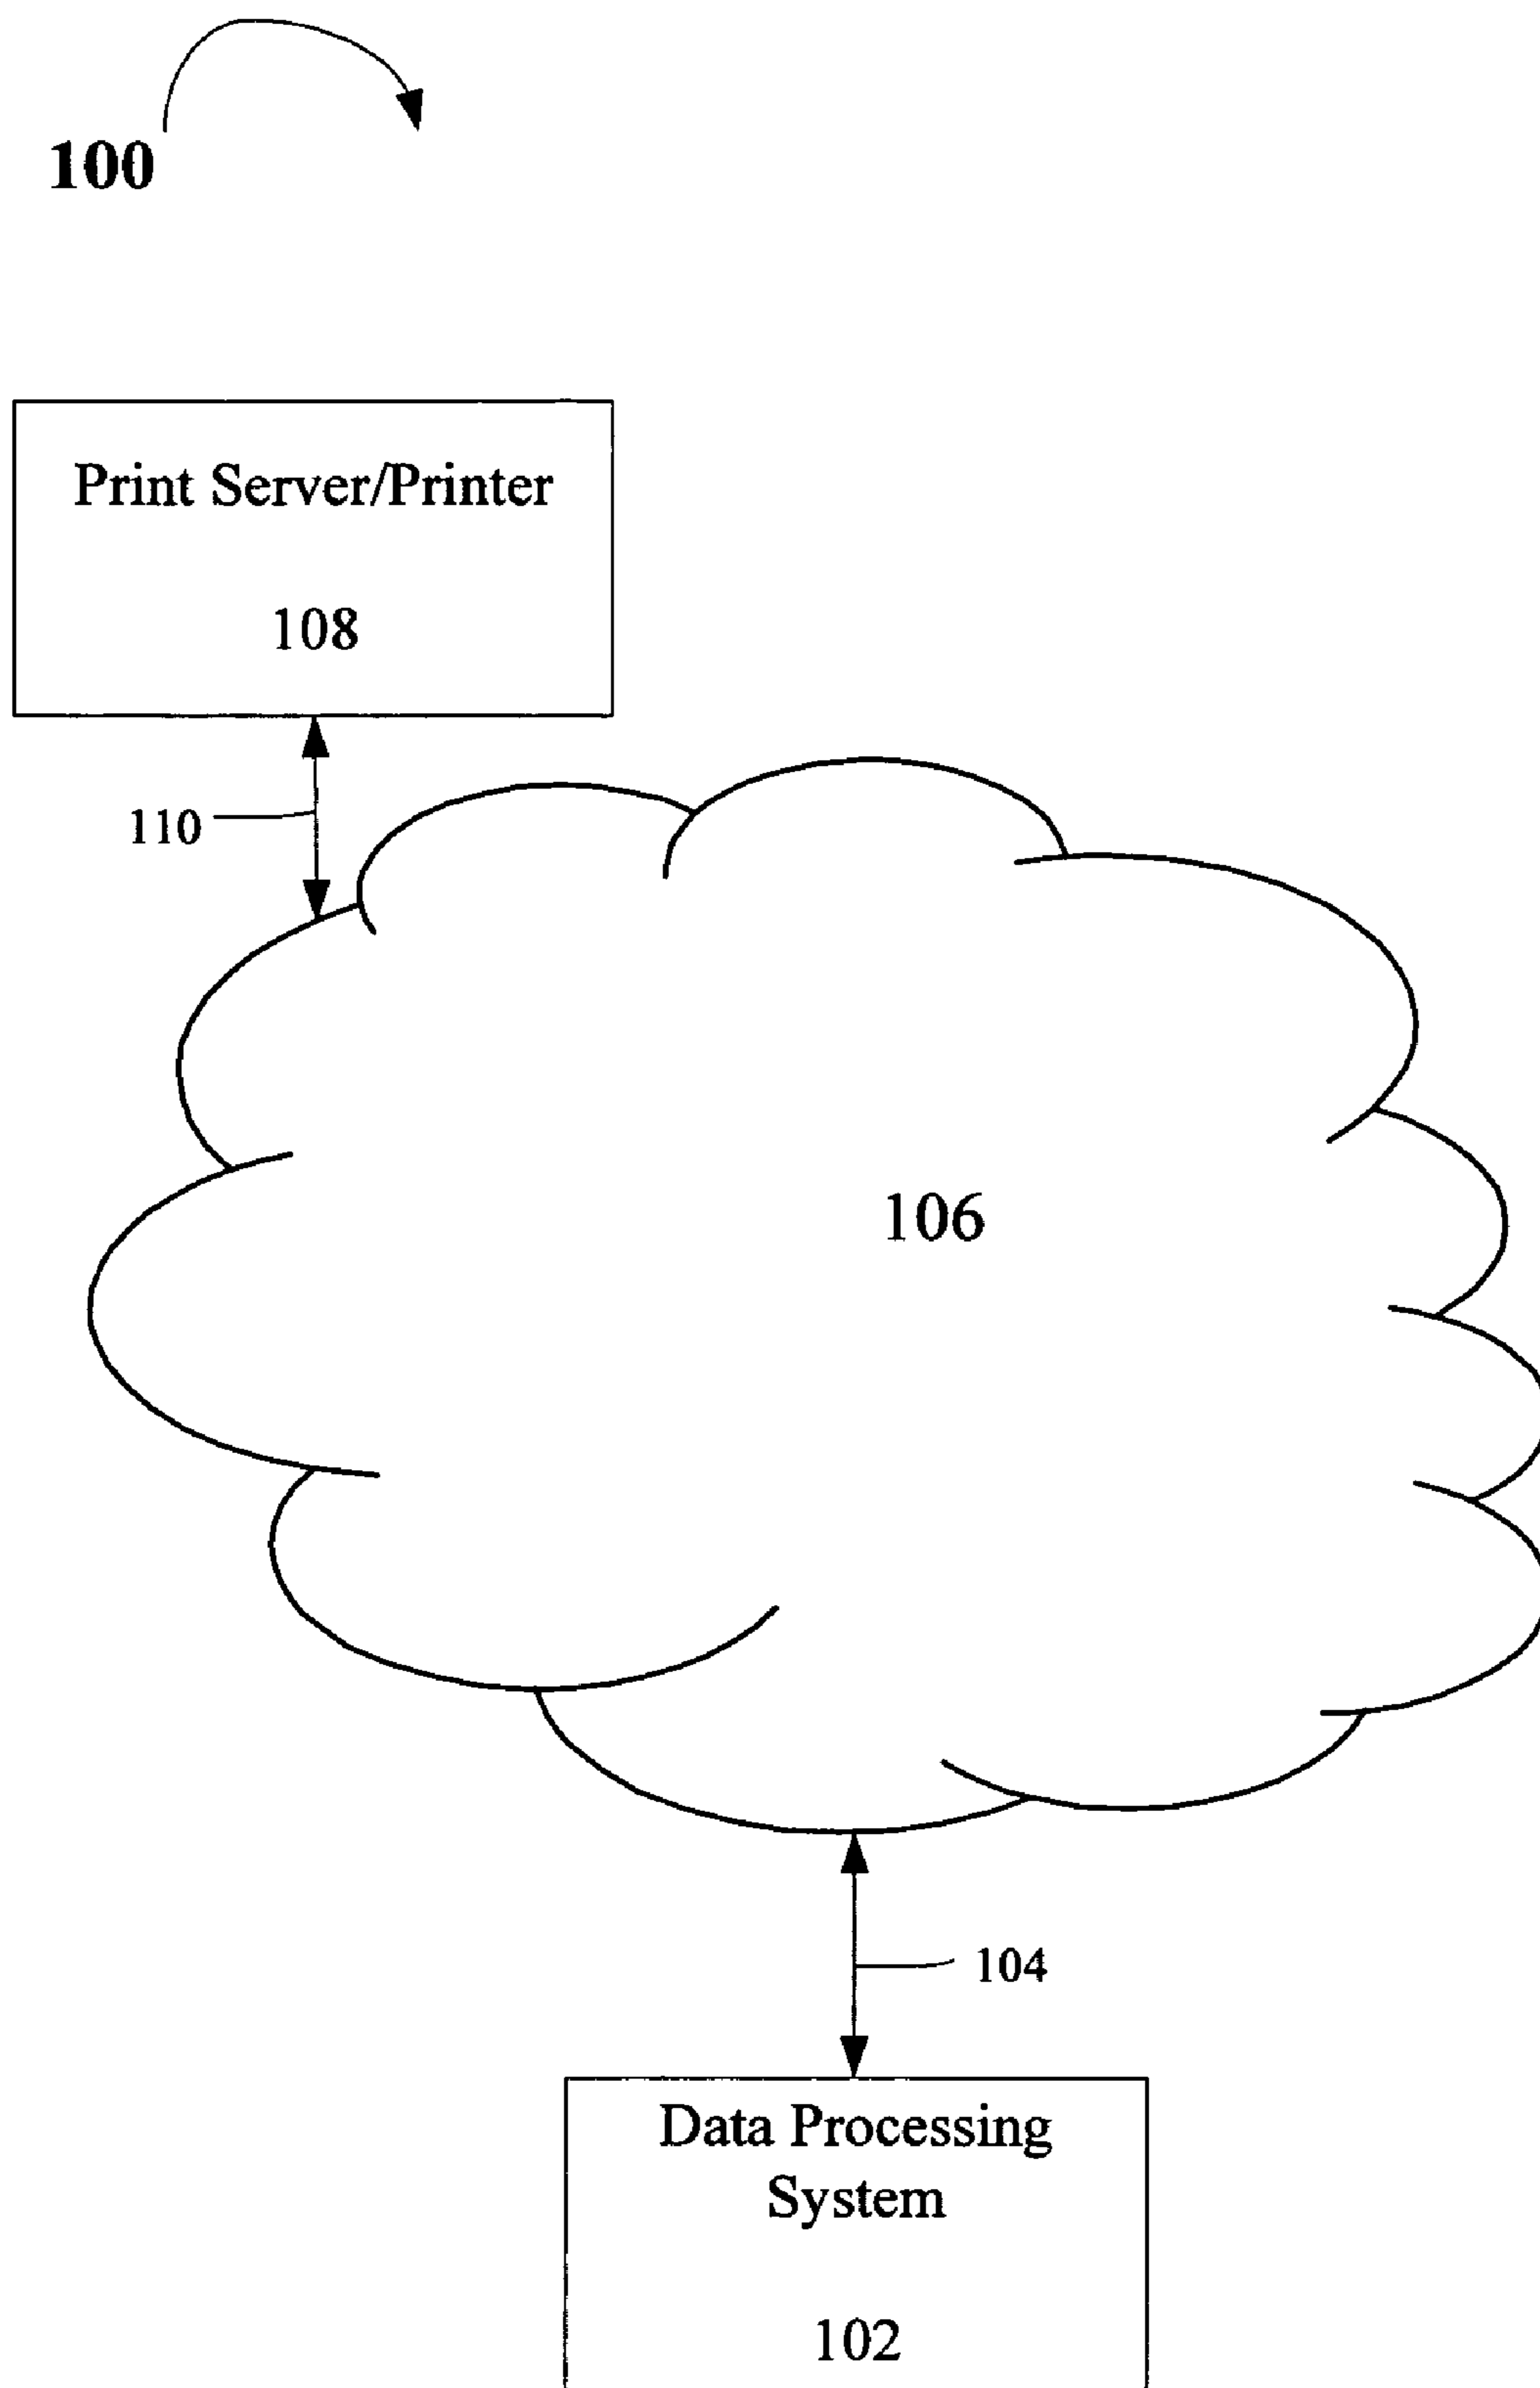 100
Print Server/Printer
108
110
106
104
Data Processing
System
102